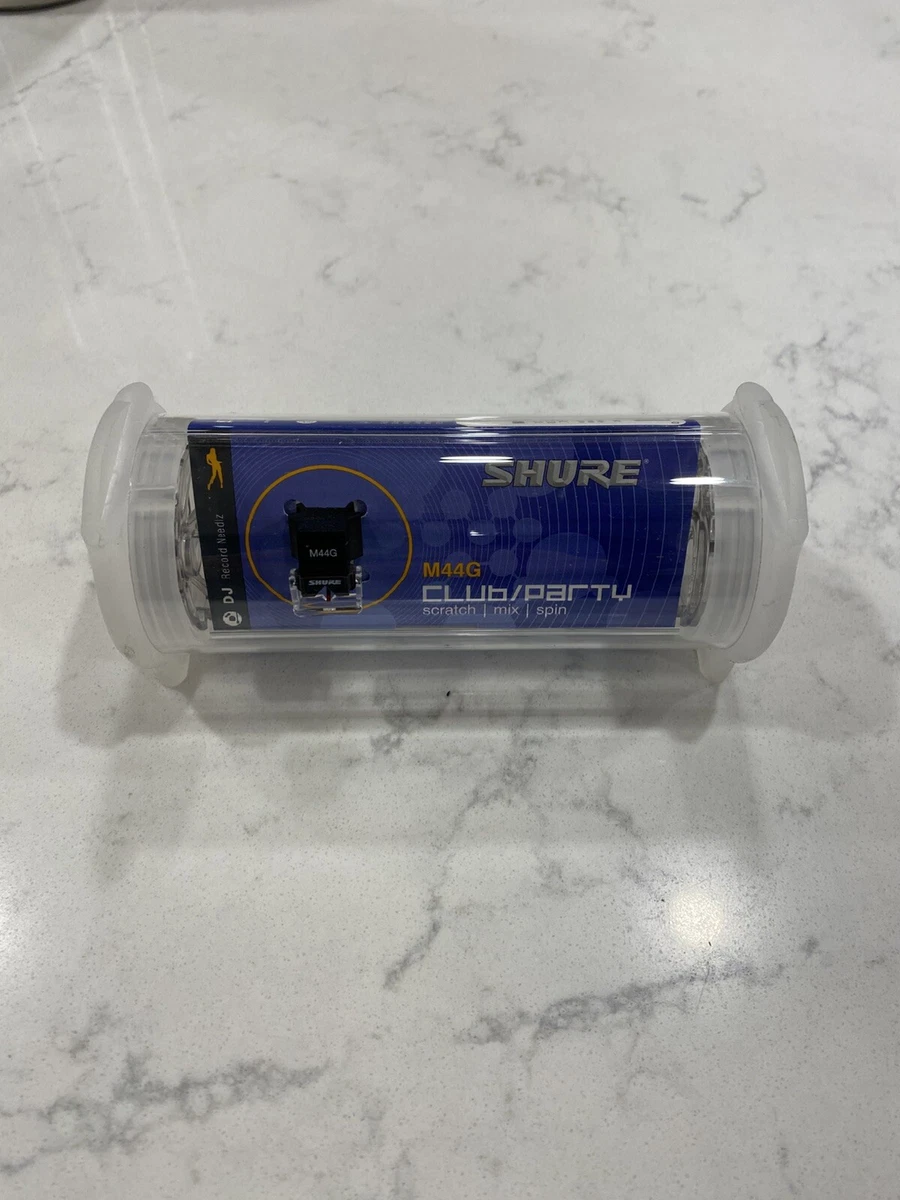 SHURE
M44G
SHURE
M44G
CLUb/PARTY
scratch | mix | spin
DJ Record Needlz